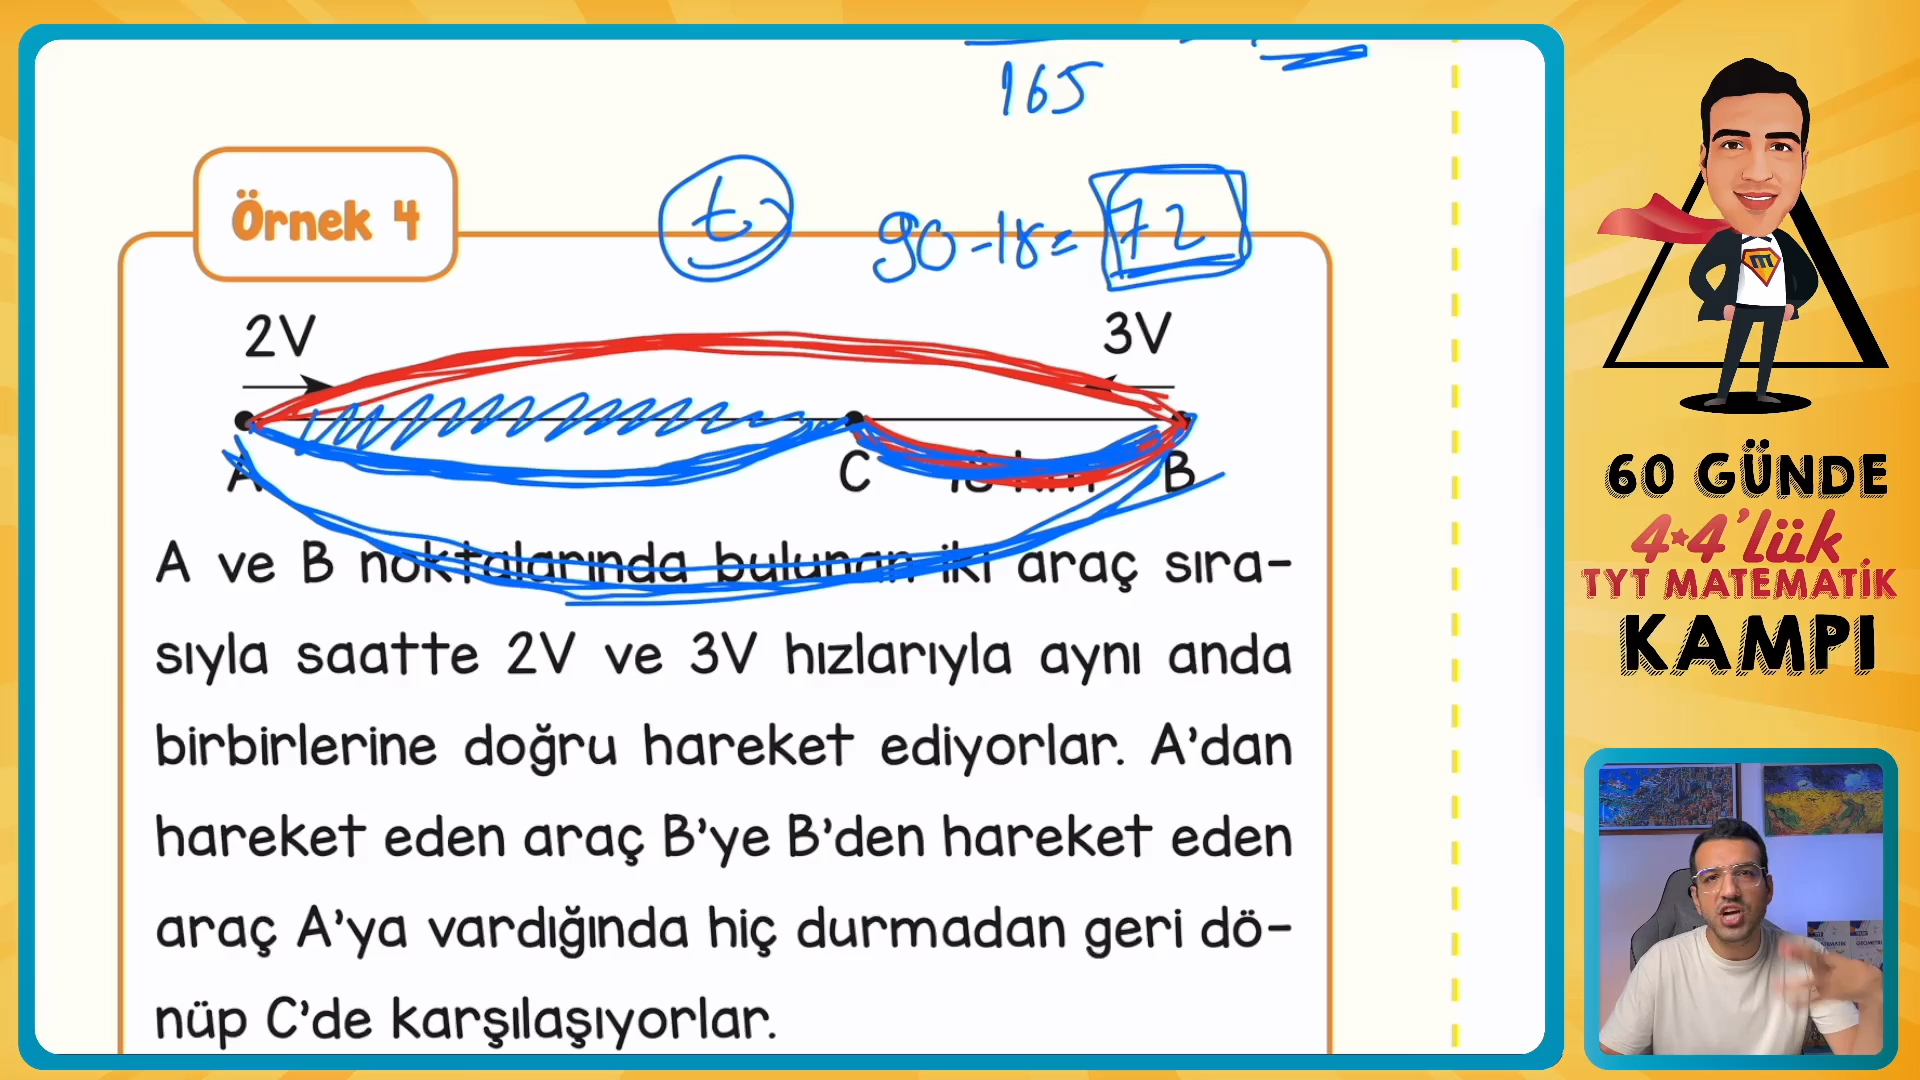 165
Örnek 4
t
90-18= 72
2V
3V
A
C
18 km
B
A ve B noktalarında bulunan iki araç sıra-
sıyla saatte 2V ve 3V hızlarıyla aynı anda
birbirlerine doğru hareket ediyorlar. A'dan
hareket eden araç B'ye B'den hareket eden
araç A'ya vardığında hiç durmadan geri dö-
nüp C'de karşılaşıyorlar.
60 GÜNDE
4★4'lük
TYT MATEMATİK
KAMPI